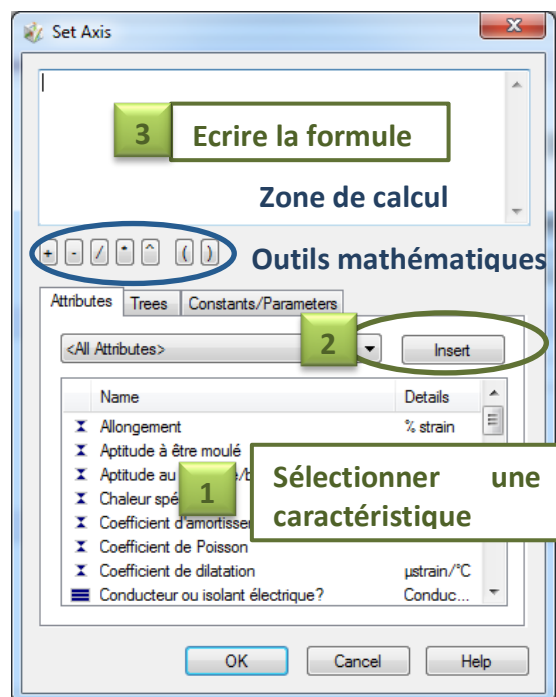 Set Axis
3 Ecrire la formule
Zone de calcul
+ - / * ^ ( ) Outils mathématiques
Attributes Trees Constants/Parameters
<All Attributes> 2 Insert
Name Details
Allongement % strain
Aptitude à être moulé
Aptitude au
Chaleur spé
1 Sélectionner une
caractéristique
Coefficient d'amortisse
Coefficient de Poisson
Coefficient de dilatation µstrain/°C
Conducteur ou isolant électrique? Conduc...
OK Cancel Help